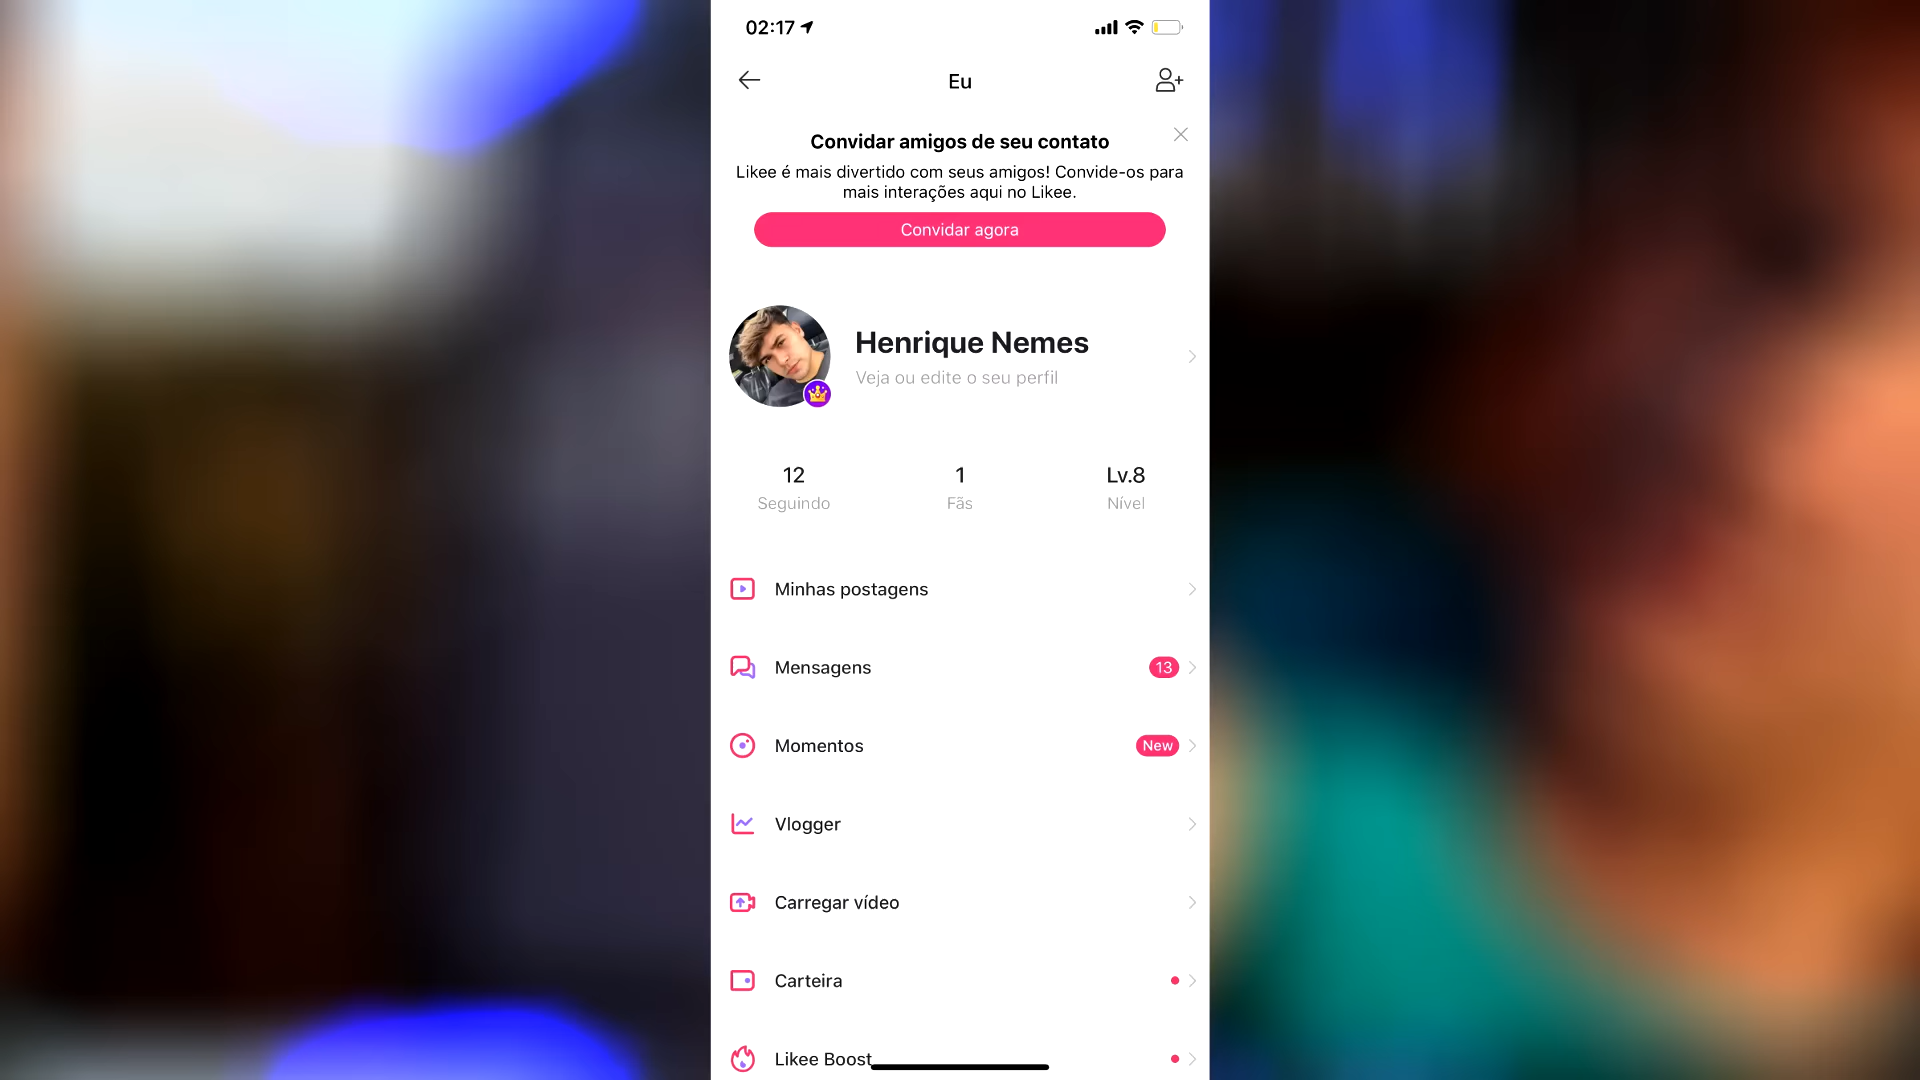 02:17
Eu
Convidar amigos de seu contato
Likee é mais divertido com seus amigos! Convide-os para
mais interações aqui no Likee.
Convidar agora
Henrique Nemes
Veja ou edite o seu perfil
12 1 Lv.8
Seguindo Fãs Nível
Minhas postagens
Mensagens 13
Momentos New
Vlogger
Carregar vídeo
Carteira
Likee Boost